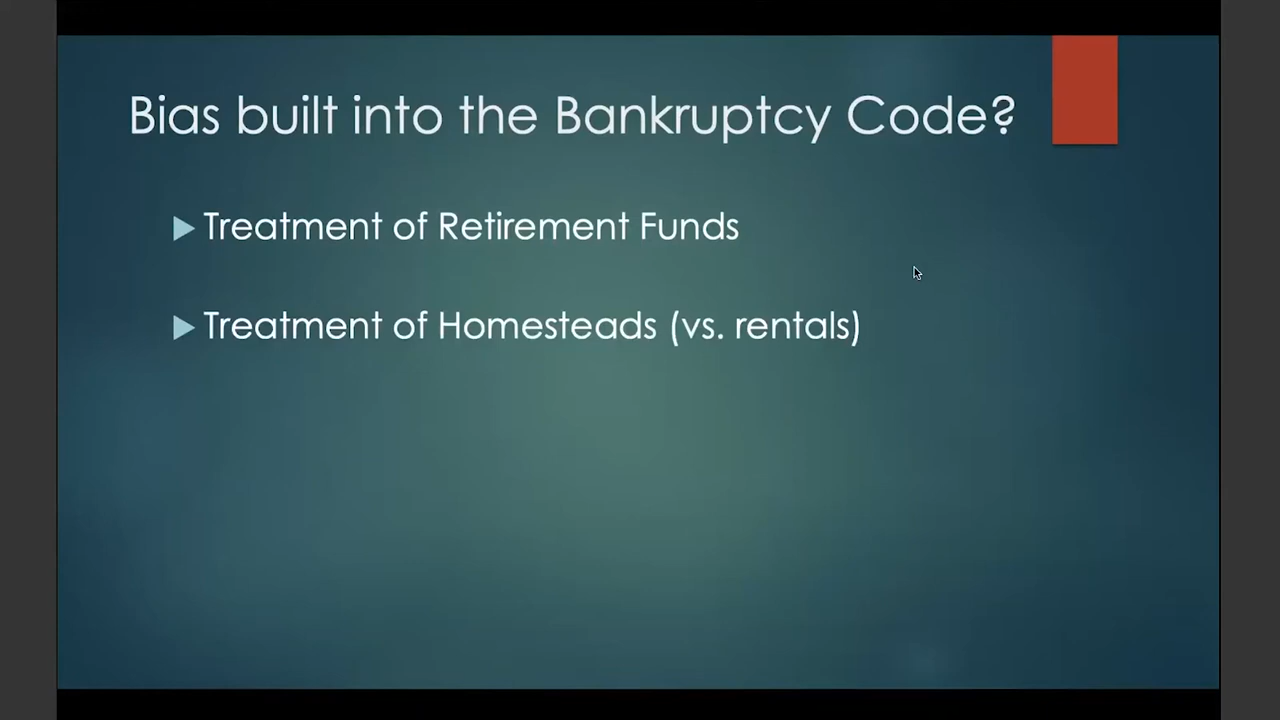 Bias built into the Bankruptcy Code?
Treatment of Retirement Funds
Treatment of Homesteads (vs. rentals)